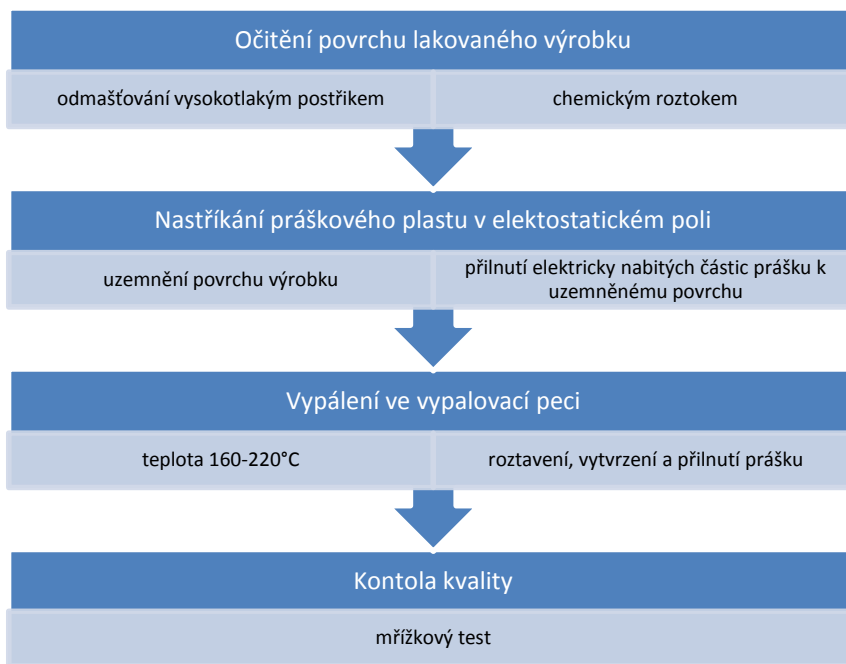 Očitění povrchu lakovaného výrobku
odmašťování vysokotlakým postřikem
chemickým roztokem
Nastříkání práškového plastu v elektostatickém poli
uzemnění povrchu výrobku
přilnutí elektricky nabitých částic prášku k
uzemněnému povrchu
Vypálení ve vypalovací peci
teplota 160-220°C
roztavení, vytvrzení a přilnutí prášku
Kontola kvality
mřížkový test